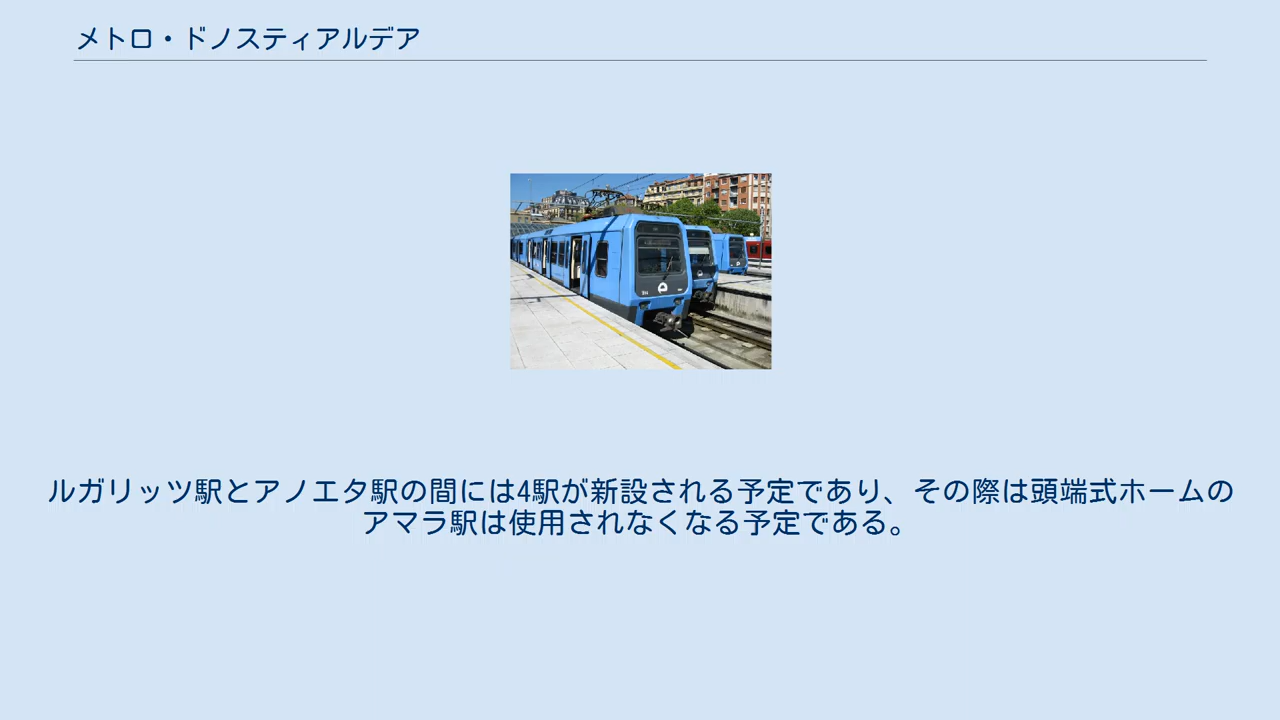 メトロ・ドノスティアルデア
ルガリッツ駅とアノエタ駅の間には4駅が新設される予定であり、その際は頭端式ホームの
アマラ駅は使用されなくなる予定である。